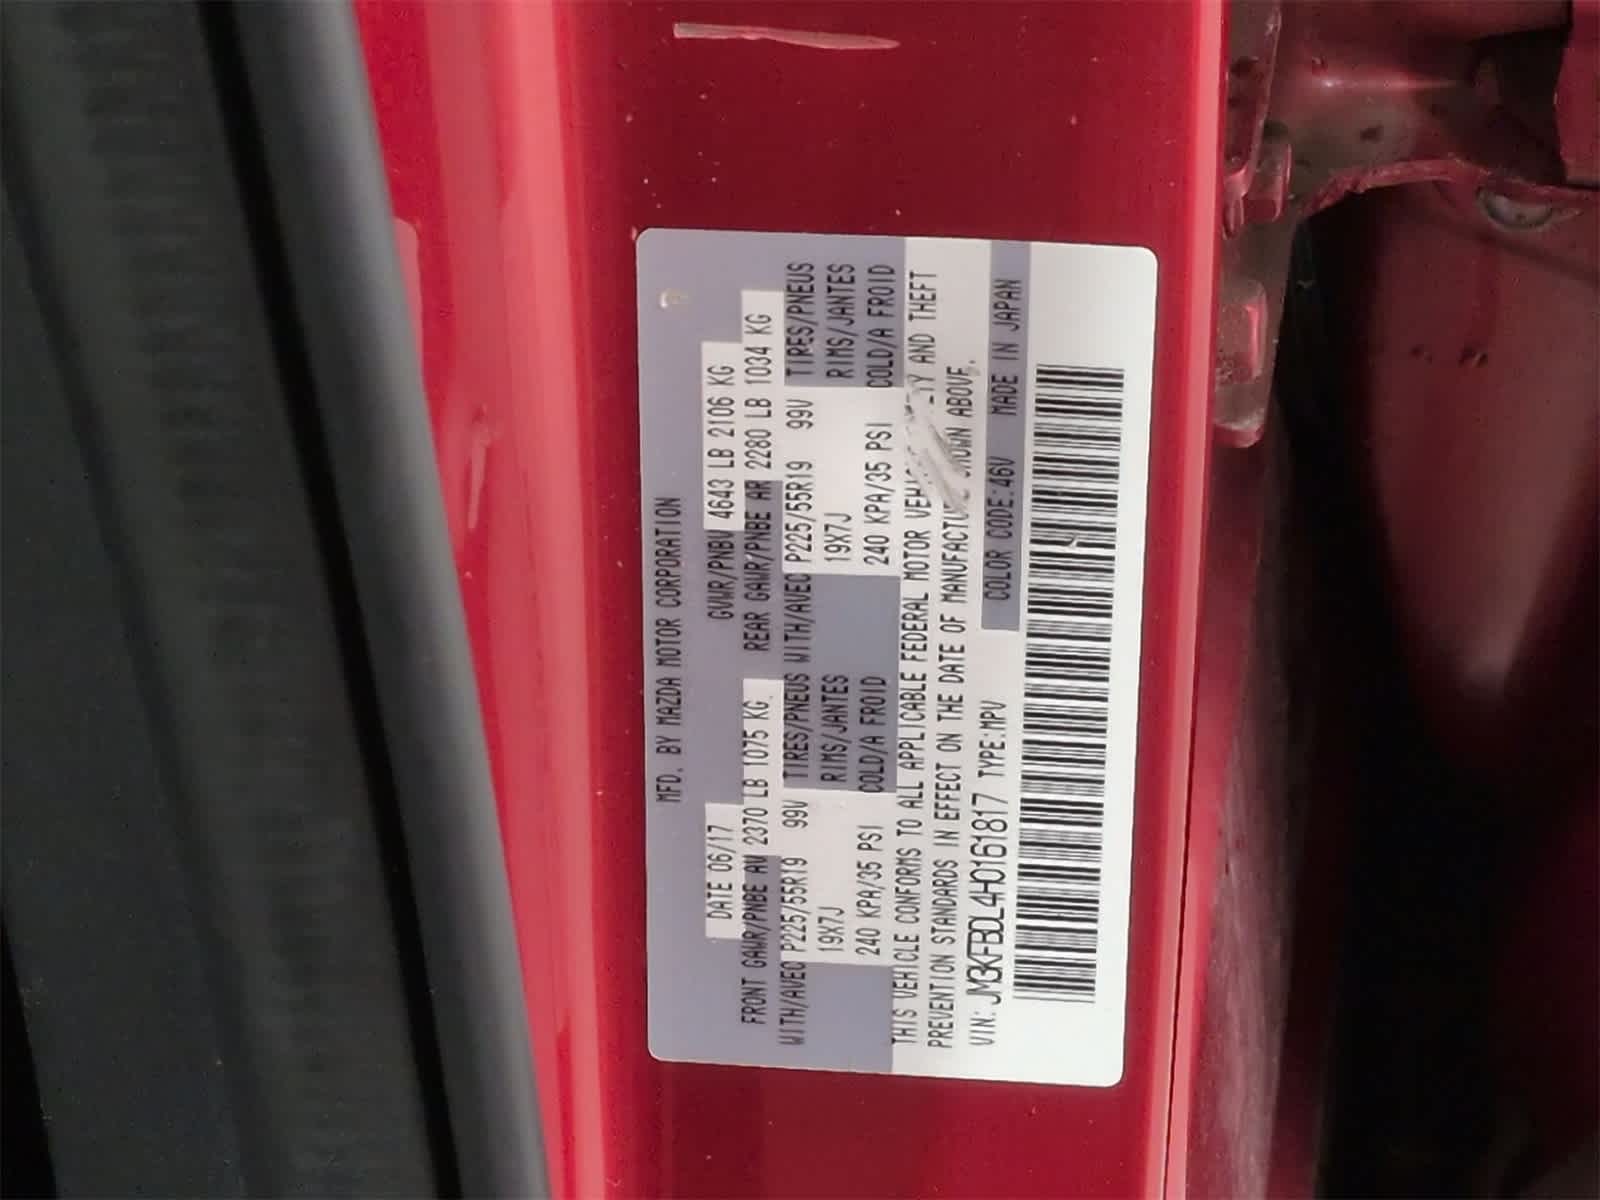 MFD. BY MAZDA MOTOR CORPORATION
DATE 06/17 GVWR/PNBV 4643 LB 2106 KG
FRONT GAWR/PNBE AV 2370 LB 1075 KG REAR GAWR/PNBE AR 2280 LB 1034 KG
WITH/AVEC P225/55R19 99V TIRES/PNEUS WITH/AVEC P225/55R19 99V TIRES/PNEUS
19X7J RIMS/JANTES 19X7J RIMS/JANTES
240 KPA/35 PSI COLD/A FROID 240 KPA/35 PSI COLD/A FROID
THIS VEHICLE CONFORMS TO ALL APPLICABLE FEDERAL MOTOR AND THEFT
PREVENTION STANDARDS IN EFFECT ON THE DATE OF ABOVE.
VIN: JM3KFBDL4H0161817 TYPE:MPV COLOR CODE:46V MADE IN JAPAN